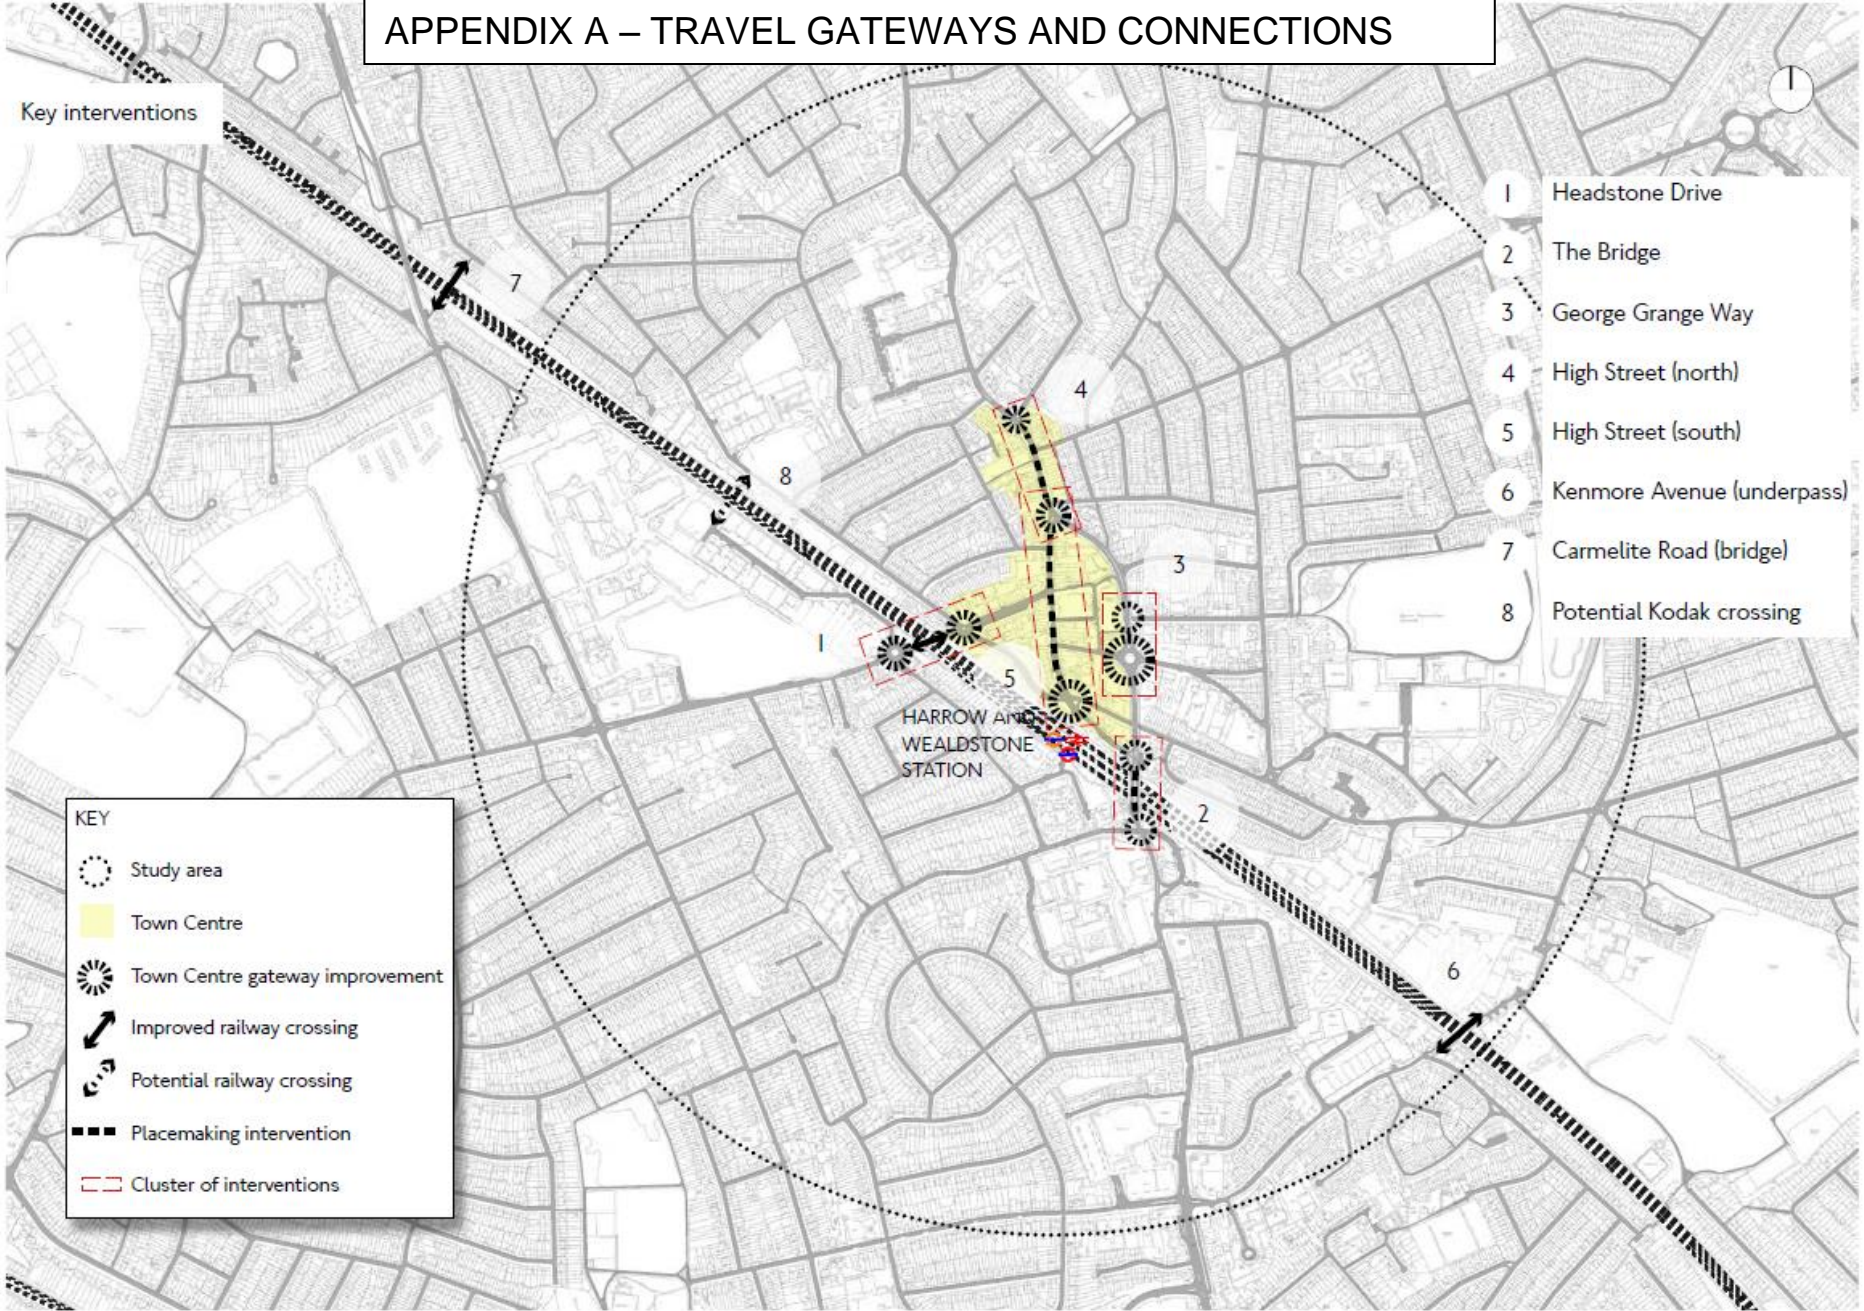 APPENDIX A – TRAVEL GATEWAYS AND CONNECTIONS
Key interventions
1 Headstone Drive
2 The Bridge
3 George Grange Way
4 High Street (north)
5 High Street (south)
6 Kenmore Avenue (underpass)
7 Carmelite Road (bridge)
8 Potential Kodak crossing
7
4
8
3
1
5
HARROW AND
WEALDSTONE
STATION
2
6
KEY
Study area
Town Centre
Town Centre gateway improvement
Improved railway crossing
Potential railway crossing
Placemaking intervention
Cluster of interventions